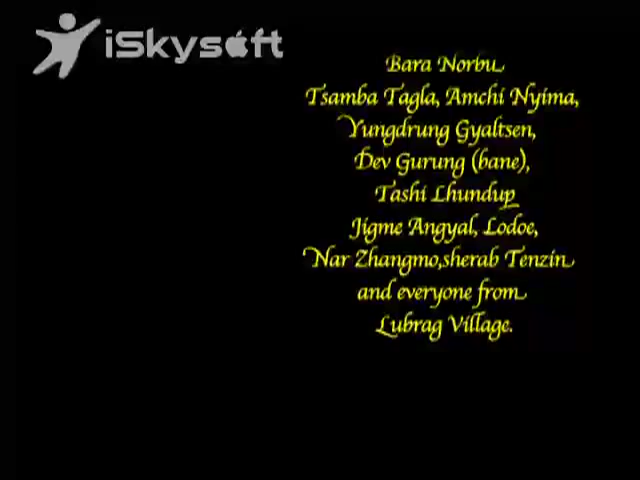 iSkysoft
Bara Norbu
Tsamba Tagla, Amchi Nyima,
Yungdrung Gyaltsen,
Dev Gurung (bane),
Tashi Lhundup
Jigme Angyal, Lodoe,
Nar Zhangmo,sherab Tenzin
and everyone from
Lubrag Village.